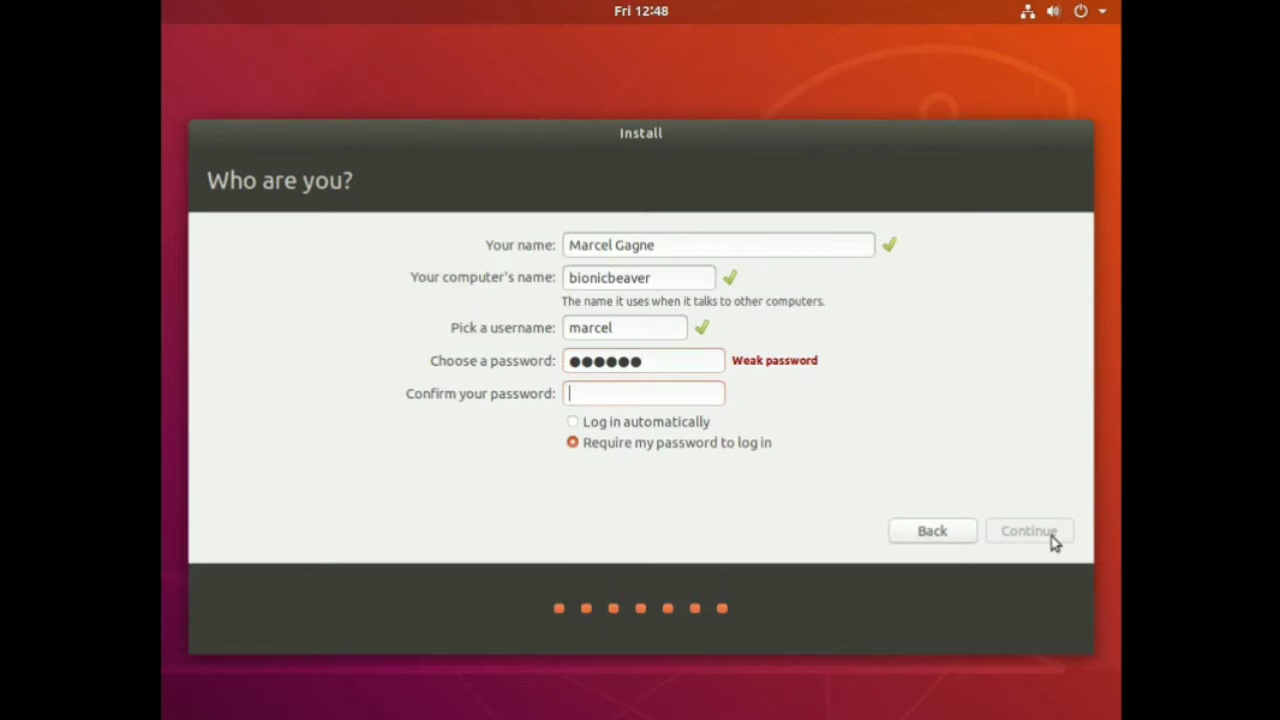 Fri 12:48
Install
Who are you?
Your name: Marcel Gagne
Your computer's name: bionicbeaver
The name it uses when it talks to other computers.
Pick a username: marcel
Choose a password: ●●●●●● Weak password
Confirm your password:
Log in automatically
Require my password to log in
Back Continue